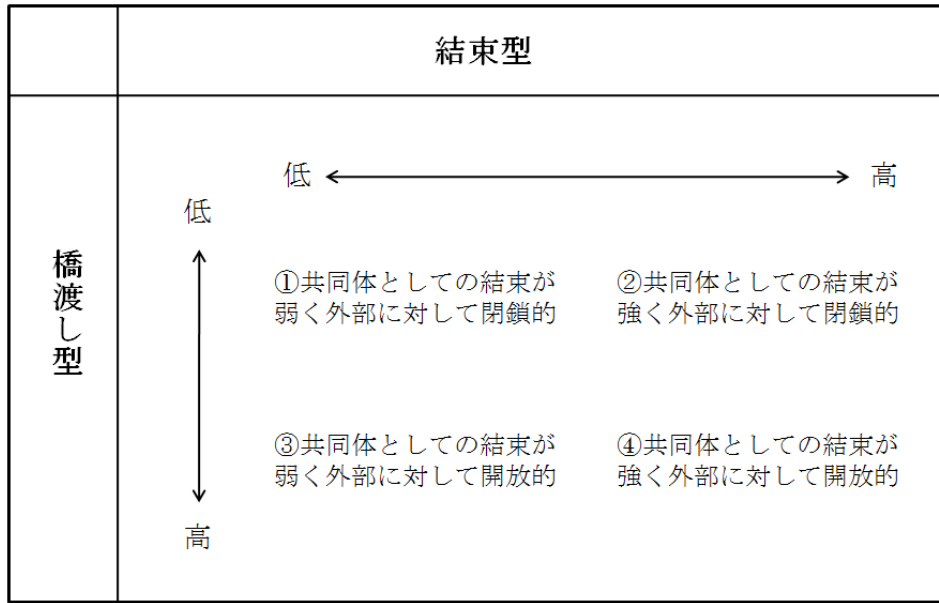 結束型
低 高
低
橋渡し型
①共同体としての結束が
弱く外部に対して閉鎖的
②共同体としての結束が
強く外部に対して閉鎖的
③共同体としての結束が
弱く外部に対して開放的
④共同体としての結束が
強く外部に対して開放的
高